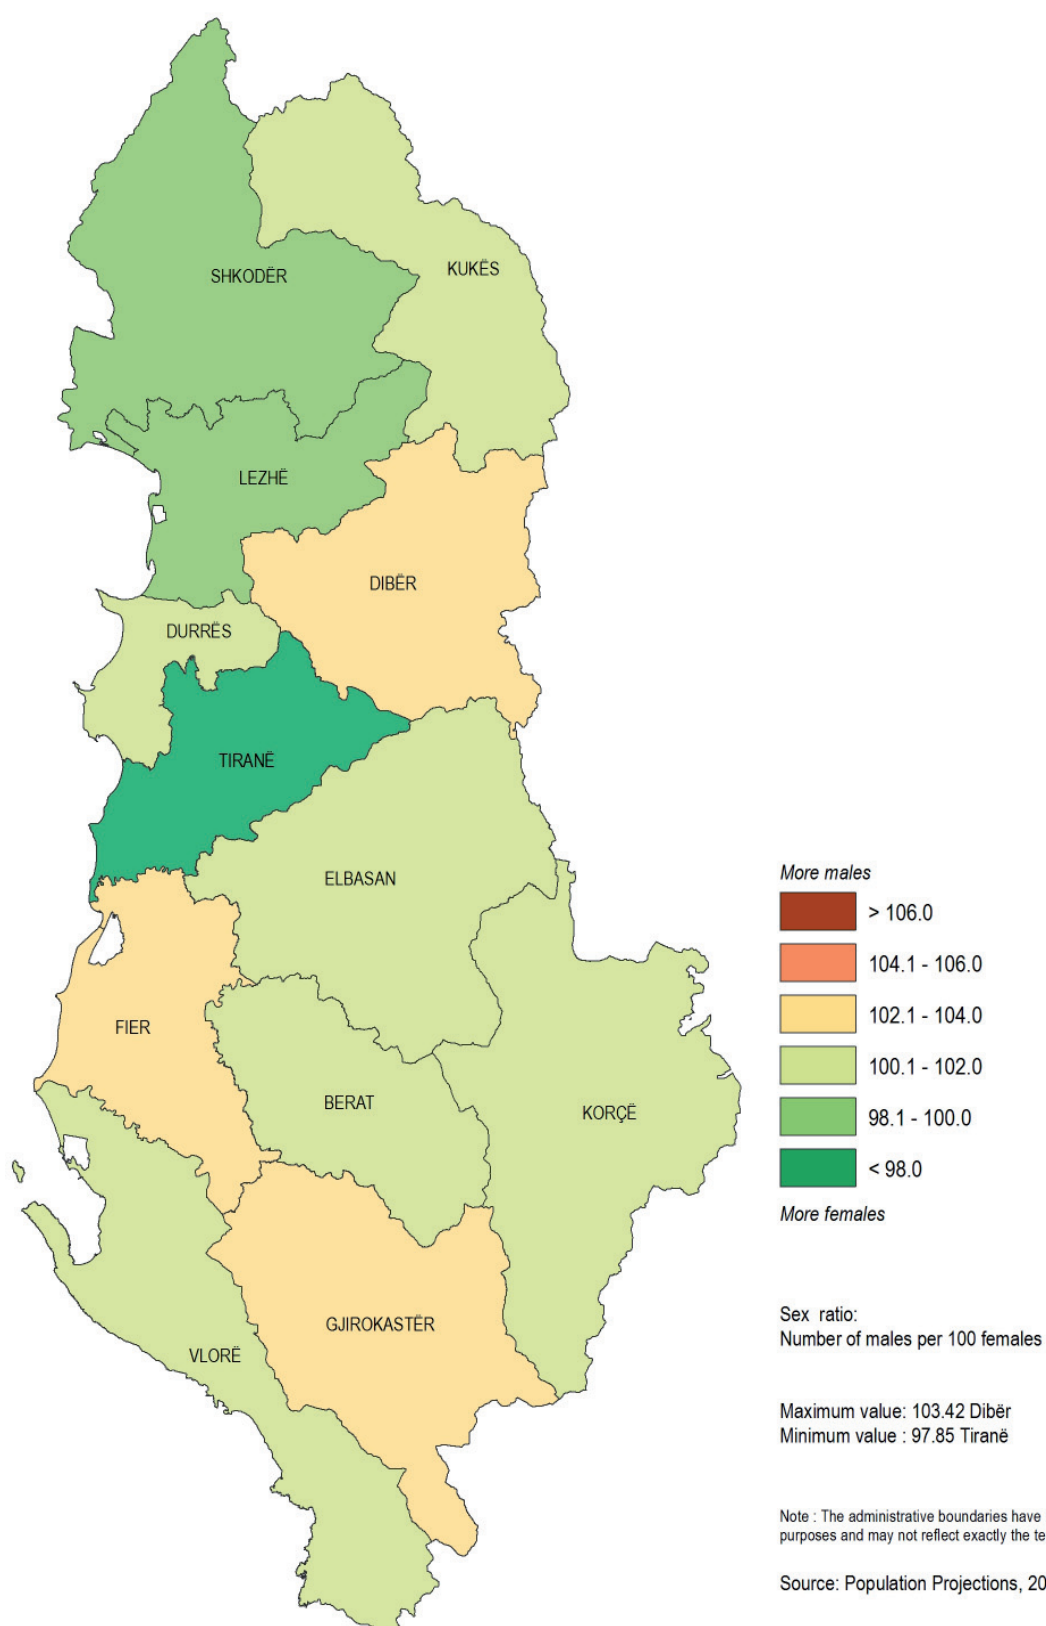 SHKODËR
KUKËS
LEZHË
DIBËR
DURRËS
TIRANË
ELBASAN
FIER
BERAT
KORÇË
GJIROKASTËR
VLORË
More males
> 106.0
104.1 - 106.0
102.1 - 104.0
100.1 - 102.0
98.1 - 100.0
< 98.0
More females
Sex ratio:
Number of males per 100 females
Maximum value: 103.42 Dibër
Minimum value : 97.85 Tiranë
Note : The administrative boundaries have
purposes and may not reflect exactly the
Source: Population Projections,